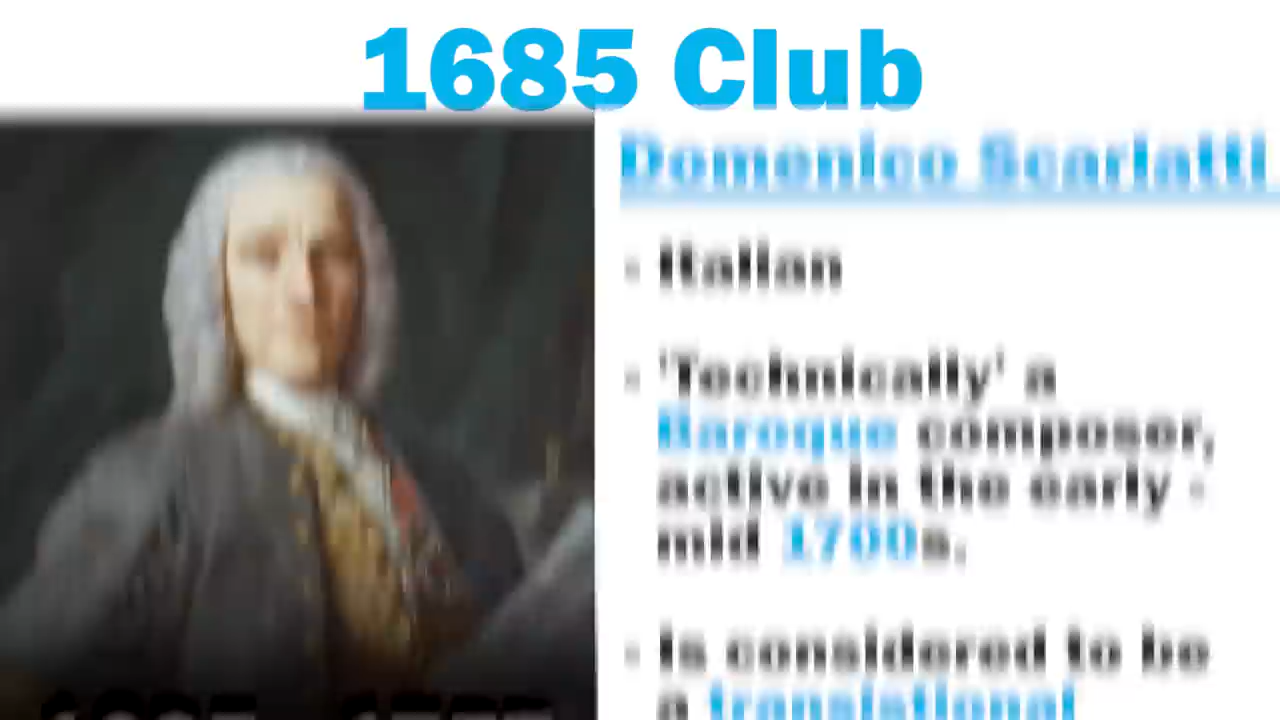 1685 Club
Domenico Scarlatti
- Italian
- 'Technically' a
Baroque composer,
active in the early -
mid 1700s.
- Is considered to be
a